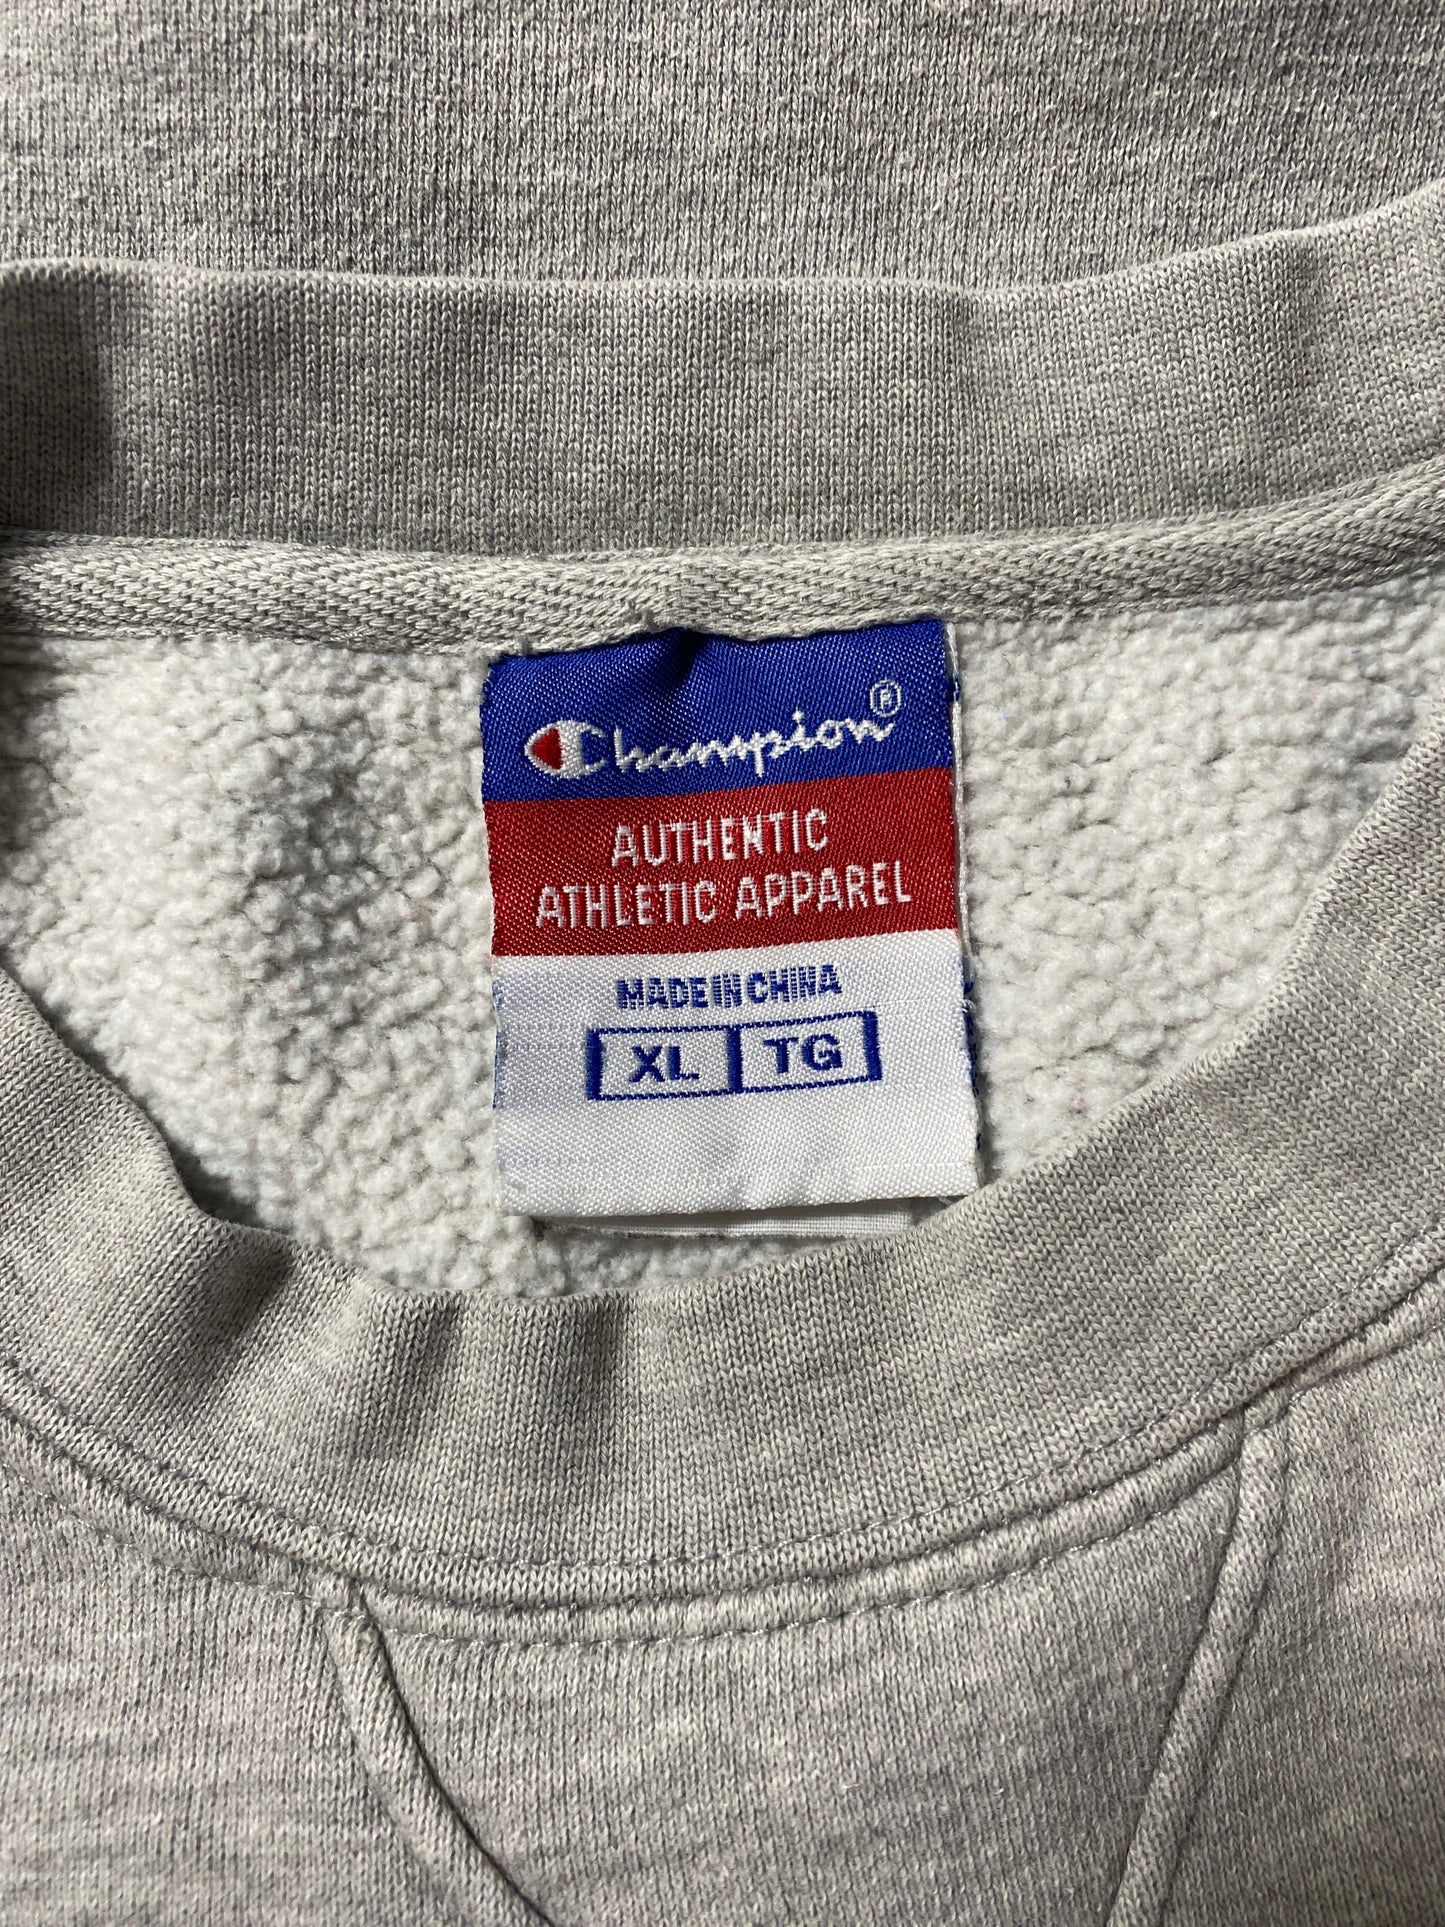 Champion®
AUTHENTIC
ATHLETIC APPAREL
MADE IN CHINA
XL TG